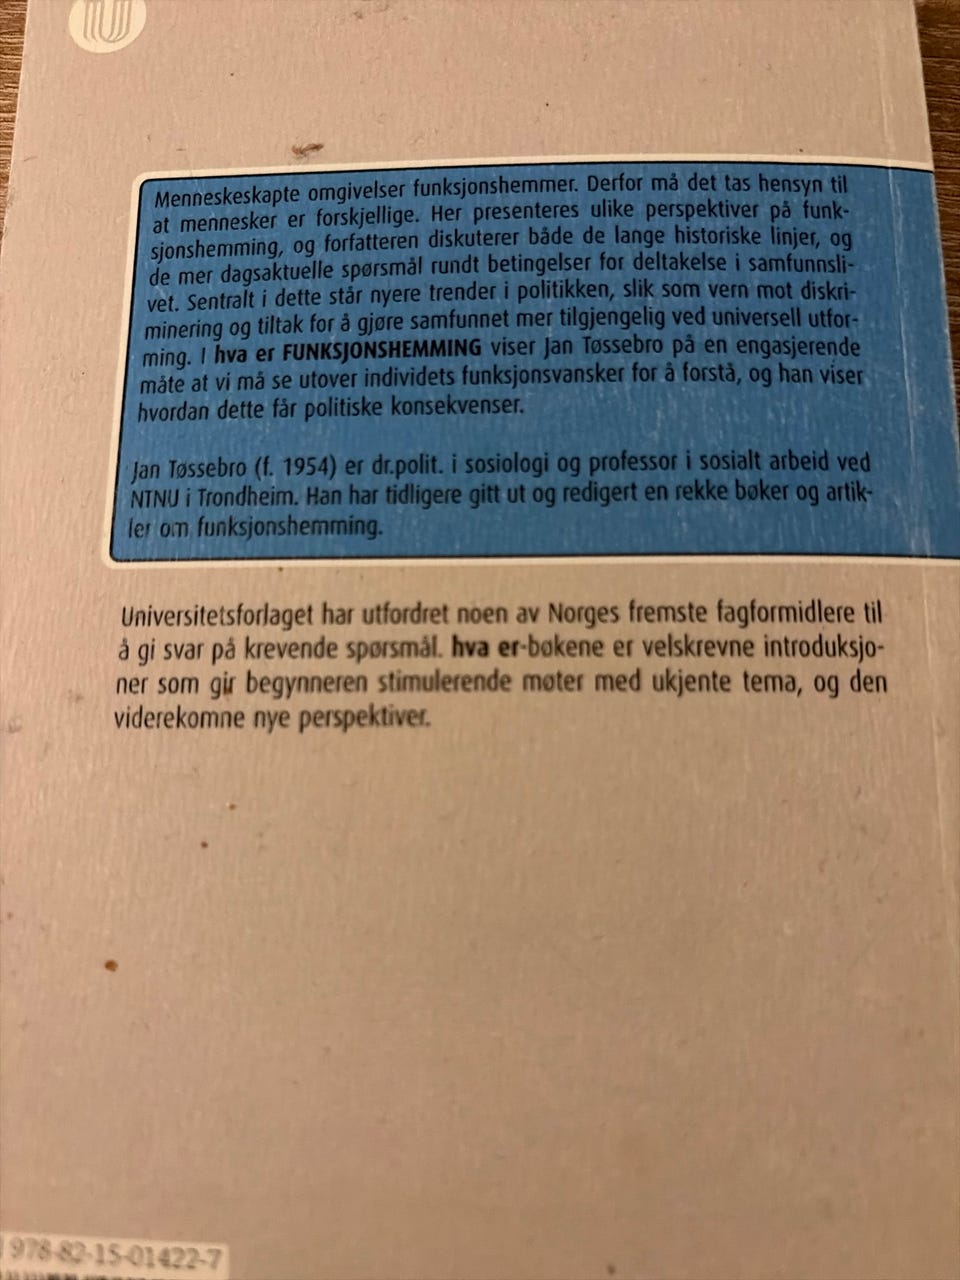 Menneskeskapte omgivelser funksjonshemmer. Derfor må det tas hensyn til
at mennesker er forskjellige. Her presenteres ulike perspektiver på funk-
sjonshemming, og forfatteren diskuterer både de lange historiske linjer, og
de mer dagsaktuelle spørsmål rundt betingelser for deltakelse i samfunnsli-
vet. Sentralt i dette står nyere trender i politikken, slik som vern mot diskri-
minering og tiltak for å gjøre samfunnet mer tilgjengelig ved universell utfor-
ming. I hva er FUNKSJONSHEMMING viser Jan Tøssebro på en engasjerende
måte at vi må se utover individets funksjonsvansker for å forstå, og han viser
hvordan dette får politiske konsekvenser.
Jan Tøssebro (f. 1954) er dr.polit. i sosiologi og professor i sosialt arbeid ved
NTNU i Trondheim. Han har tidligere gitt ut og redigert en rekke bøker og artik-
ler om funksjonshemming.
Universitetsforlaget har utfordret noen av Norges fremste fagformidlere til
å gi svar på krevende spørsmål. hva er-bøkene er velskrevne introduksjo-
ner som gir begynneren stimulerende møter med ukjente tema, og den
viderekomne nye perspektiver.
978-82-15-01422-7